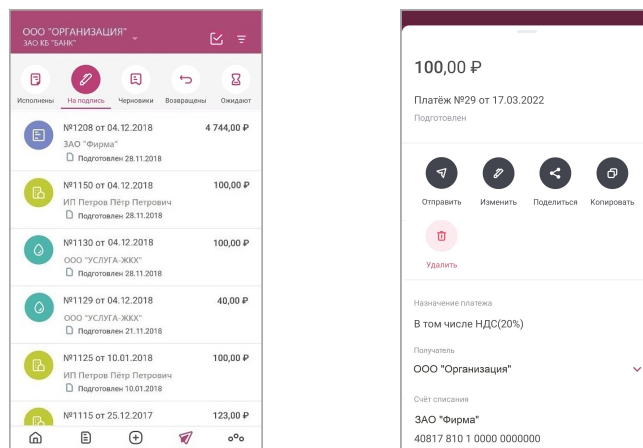 ООО "ОРГАНИЗАЦИЯ"
ЗАО КБ "БАНК"
Исполнены
На подпись
Черновики
Возвращены
Ожидают
№1208 от 04.12.2018
4 744,00 ₽
ЗАО "Фирма"
Подготовлен 28.11.2018
№1150 от 04.12.2018
100,00 ₽
ИП Петров Пётр Петрович
Подготовлен 28.11.2018
№1130 от 04.12.2018
100,00 ₽
ООО "УСЛУГА-ЖКХ"
Подготовлен 28.11.2018
№1129 от 04.12.2018
40,00 ₽
ООО "УСЛУГА-ЖКХ"
Подготовлен 21.11.2018
№1125 от 10.01.2018
100,00 ₽
ИП Петров Пётр Петрович
Подготовлен 10.01.2018
№1115 от 25.12.2017
123,00 ₽
100,00 ₽
Платёж №29 от 17.03.2022
Подготовлен
Отправить
Изменить
Поделиться
Копировать
Удалить
Назначение платежа
В том числе НДС(20%)
Получатель
ООО "Организация"
Счёт списания
ЗАО "Фирма"
40817 810 1 0000 0000000